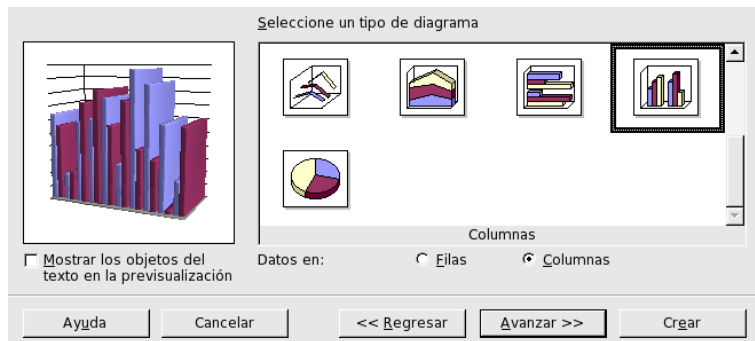 Seleccione un tipo de diagrama
Columnas
Mostrar los objetos del
texto en la previsualización
Datos en:
Filas
Columnas
Ayuda
Cancelar
<< Regresar
Avanzar >>
Crear